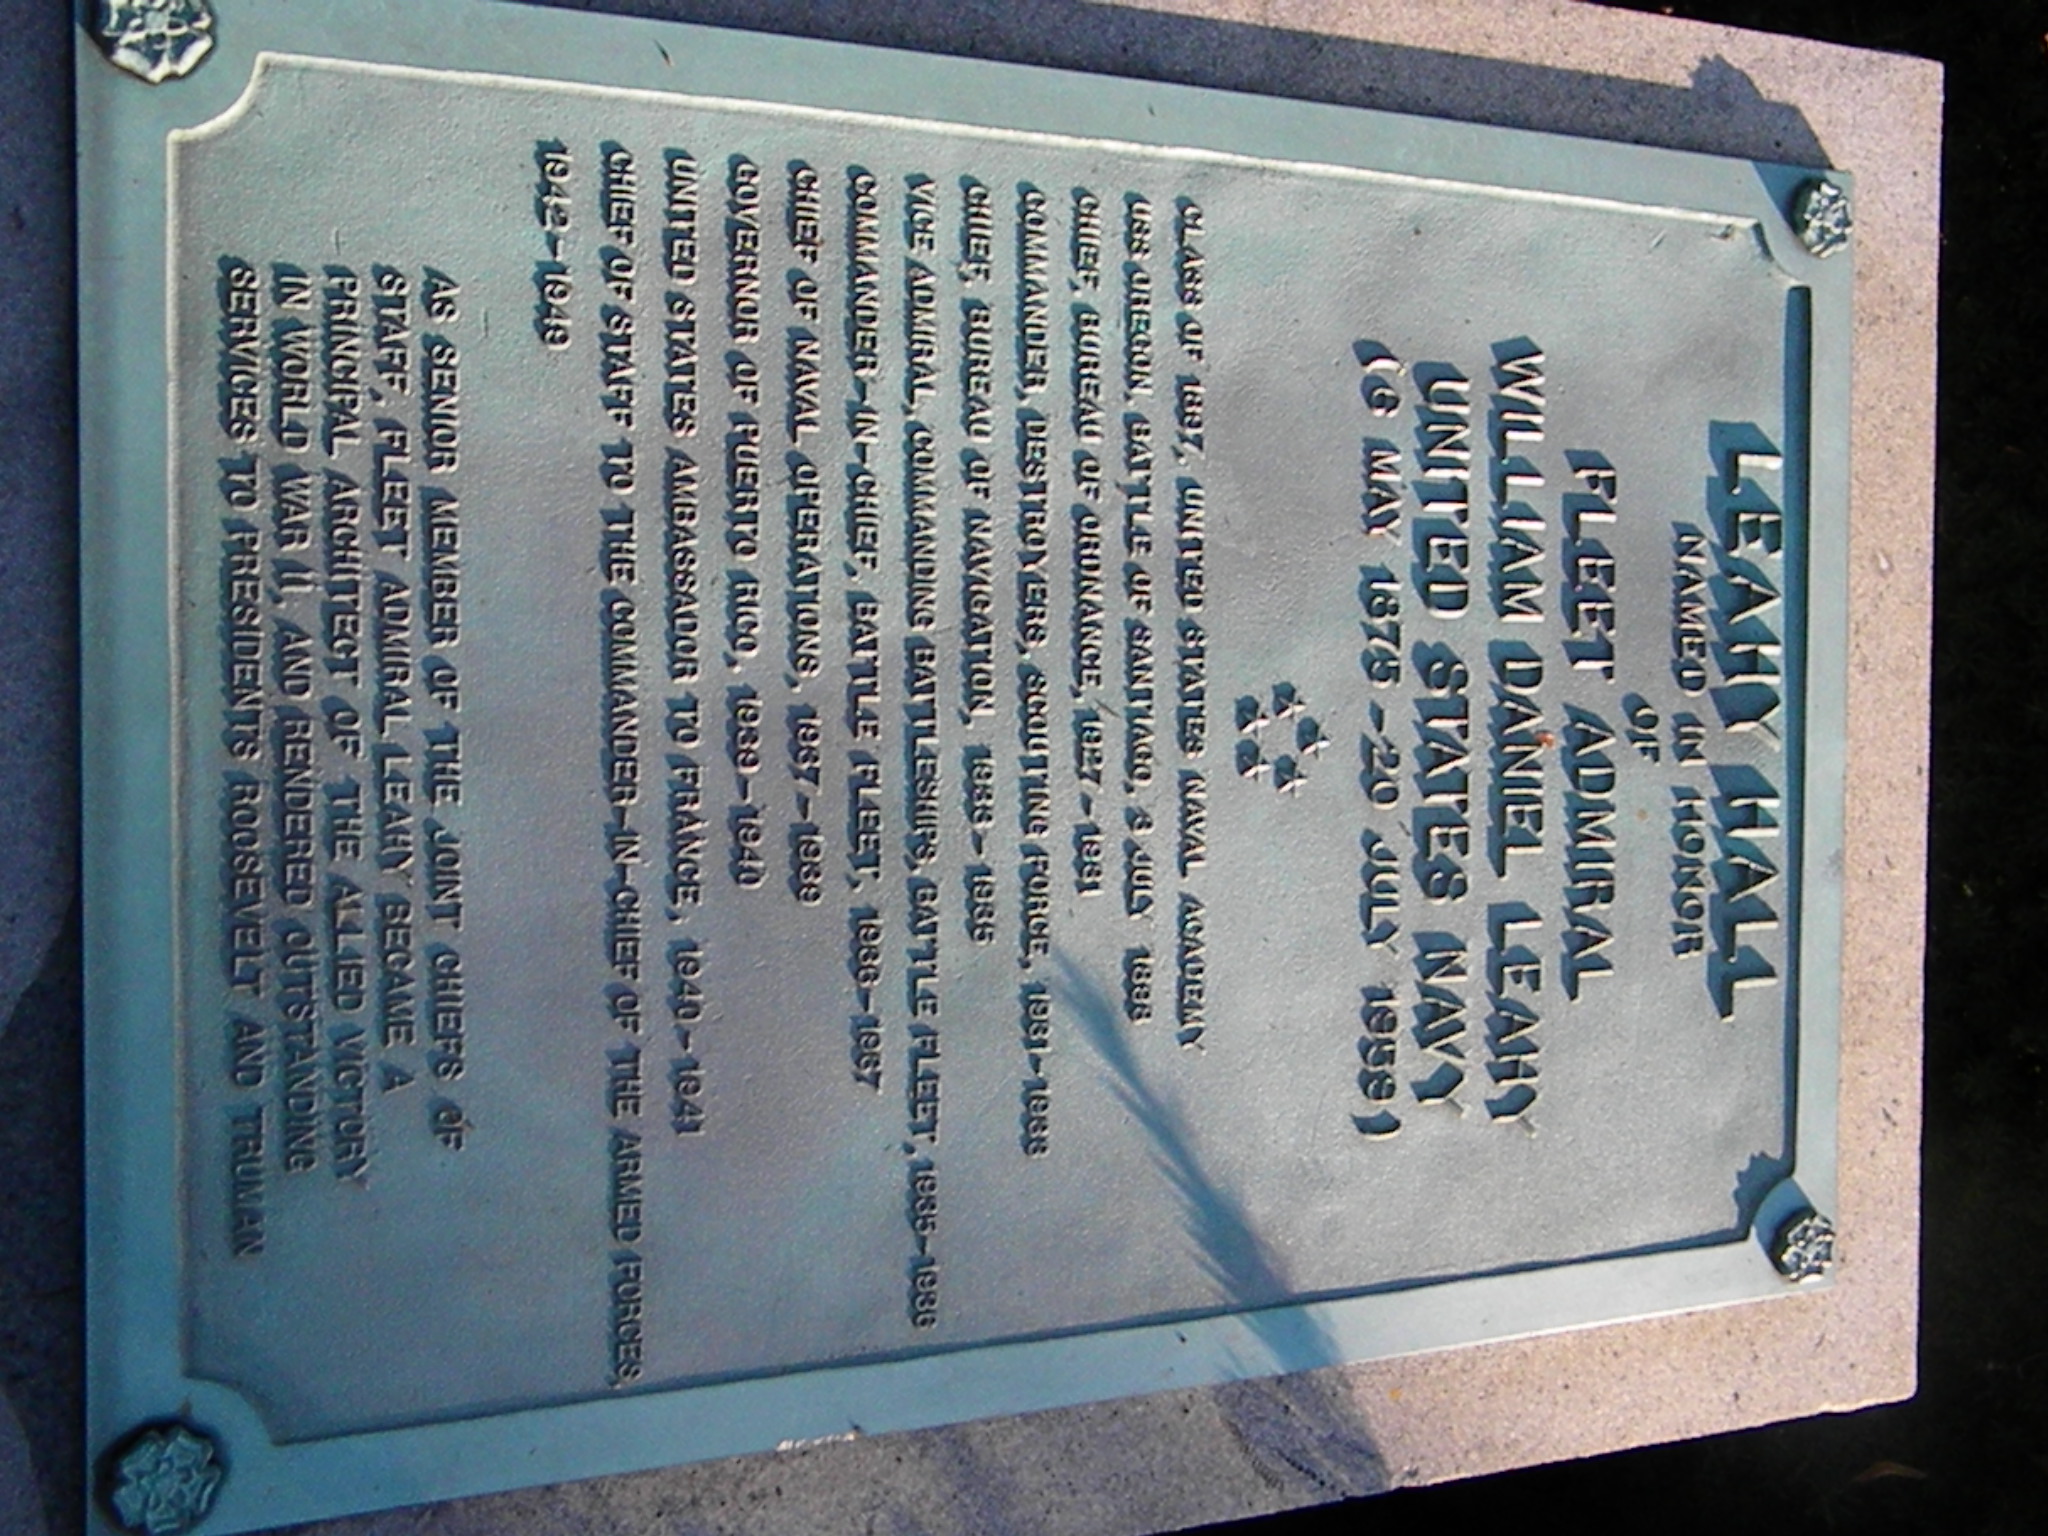 LEAHY HALL
NAMED IN HONOR
OF
FLEET ADMIRAL
WILLIAM DANIEL LEAHY
UNITED STATES NAVY
(6 MAY 1875 - 20 JULY 1959)
CLASS OF 1897, UNITED STATES NAVAL ACADEMY
USS OREGON, BATTLE OF SANTIAGO, 3 JULY 1898
CHIEF, BUREAU OF ORDNANCE, 1927 - 1931
COMMANDER, DESTROYERS, SCOUTING FORCE, 1931 - 1933
CHIEF, BUREAU OF NAVIGATION, 1933 - 1935
VICE ADMIRAL, COMMANDING BATTLESHIPS, BATTLE FLEET, 1935 - 1936
COMMANDER-IN-CHIEF, BATTLE FLEET, 1936 - 1937
CHIEF OF NAVAL OPERATIONS, 1937 - 1939
GOVERNOR OF PUERTO RICO, 1939 - 1940
UNITED STATES AMBASSADOR TO FRANCE, 1940 - 1941
CHIEF OF STAFF TO THE COMMANDER-IN-CHIEF OF THE ARMED FORCES,
1942 - 1949
AS SENIOR MEMBER OF THE JOINT CHIEFS OF
STAFF, FLEET ADMIRAL LEAHY BECAME A
PRINCIPAL ARCHITECT OF THE ALLIED VICTORY
IN WORLD WAR II, AND RENDERED OUTSTANDING
SERVICES TO PRESIDENTS ROOSEVELT AND TRUMAN